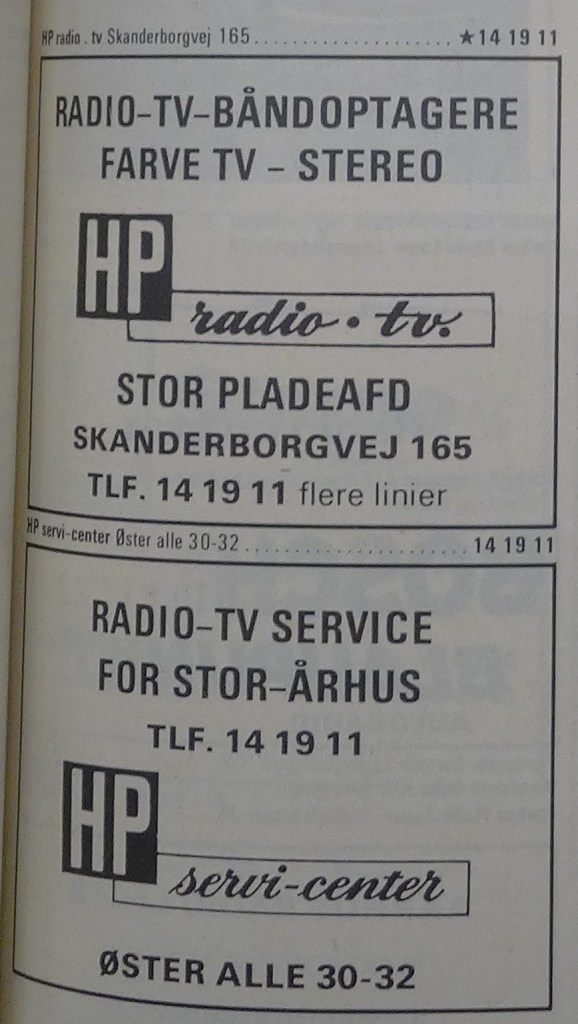 HP radio . tv Skanderborgvej 165.................... ★14 19 11
RADIO-TV-BÅNDOPTAGERE
FARVE TV - STEREO
HP
radio • tv.
STOR PLADEAFD
SKANDERBORGVEJ 165
TLF. 14 19 11 flere linier
HP servi-center Øster alle 30-32....................... 14 19 11
RADIO-TV SERVICE
FOR STOR-ÅRHUS
TLF. 14 19 11
HP
servi-center
ØSTER ALLE 30-32